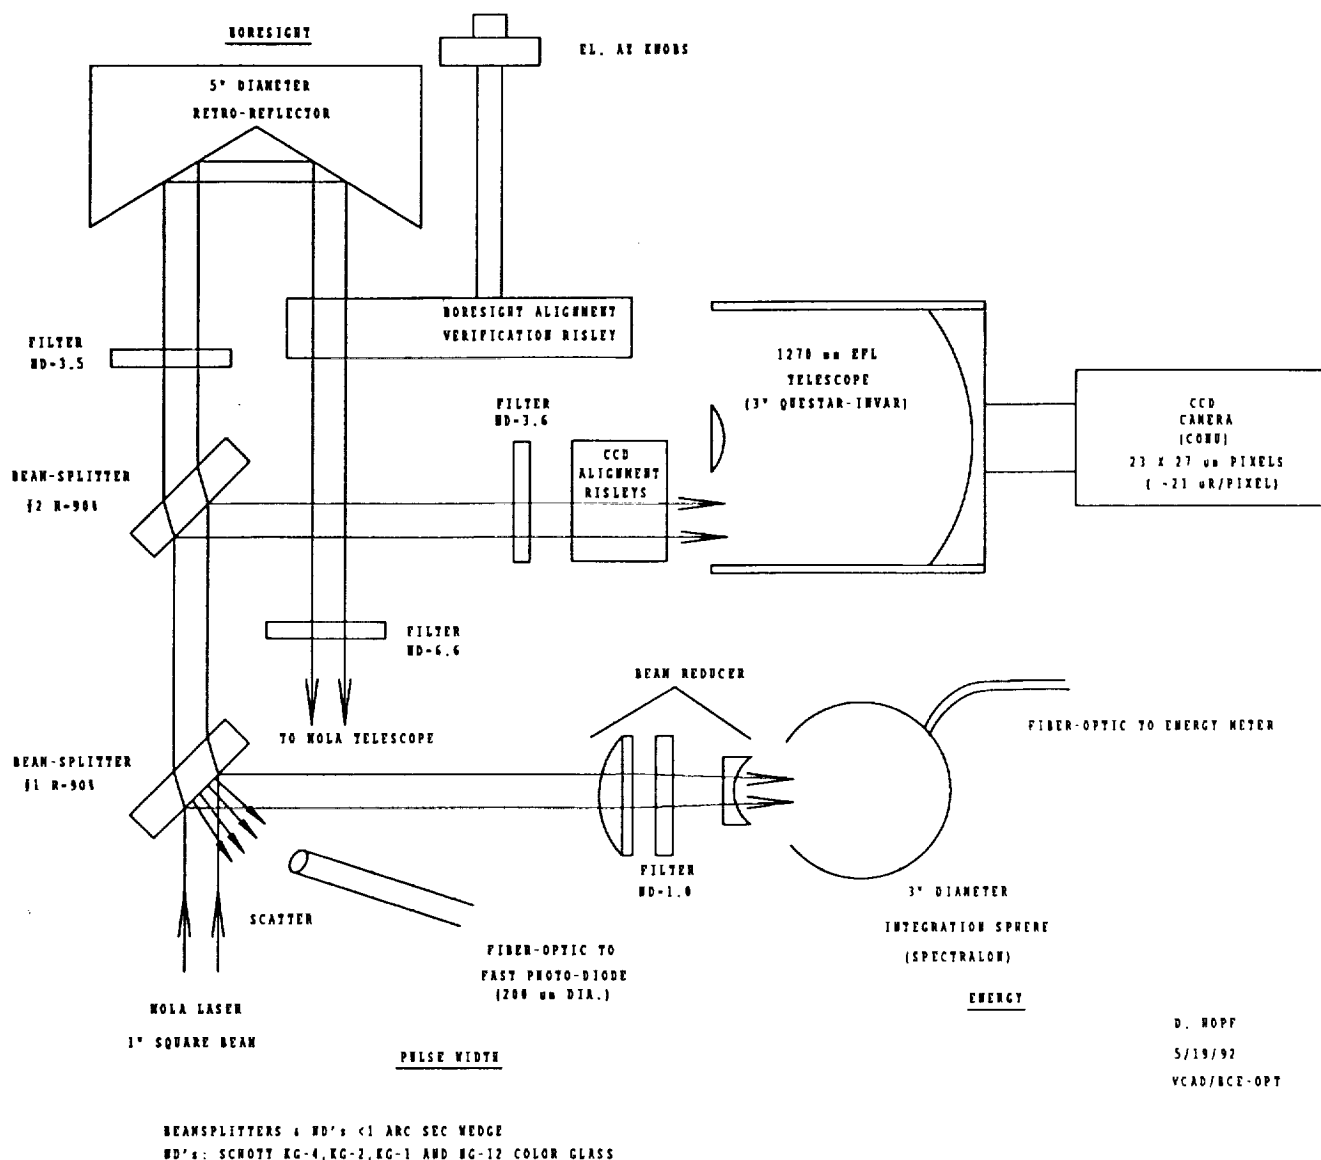 BORESIGHT
EL, AZ KNOBS
5" DIAMETER
RETRO-REFLECTOR
BORESIGHT ALIGNMENT
VERIFICATION RISLEY
FILTER
ND=3.5
1270 mm EFL
TELESCOPE
(3" QUESTAR-INVAR)
FILTER
ND=3.6
CCD
CAMERA
(COHU)
23 X 27 um PIXELS
( ~21 uR/PIXEL)
CCD
ALIGNMENT
RISLEYS
BEAM-SPLITTER
#2 R=90%
FILTER
ND=6.6
BEAM REDUCER
TO MOLA TELESCOPE
FIBER-OPTIC TO ENERGY METER
BEAM-SPLITTER
#1 R=90%
FILTER
ND=1.0
SCATTER
3" DIAMETER
INTEGRATION SPHERE
(SPECTRALON)
FIBER-OPTIC TO
FAST PHOTO-DIODE
(200 um DIA.)
ENERGY
MOLA LASER
1" SQUARE BEAM
PULSE WIDTH
D. HOPF
5/19/92
VCAD/BCE-OPT
BEAMSPLITTERS & ND's <1 ARC SEC WEDGE
ND's: SCHOTT KG-4,KG-2,KG-1 AND NG-12 COLOR GLASS